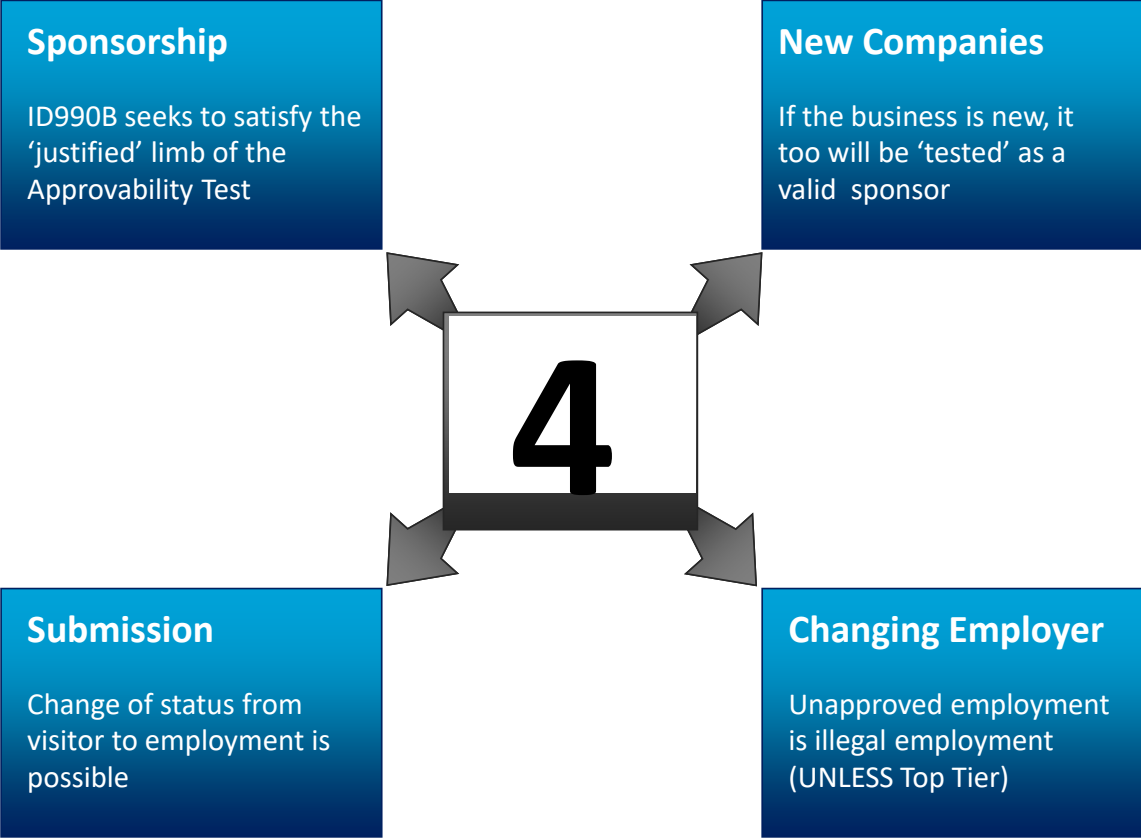 Sponsorship
ID990B seeks to satisfy the
‘justified’ limb of the
Approvability Test
New Companies
If the business is new, it
too will be ‘tested’ as a
valid  sponsor
4
Submission
Change of status from
visitor to employment is
possible
Changing Employer
Unapproved employment
is illegal employment
(UNLESS Top Tier)